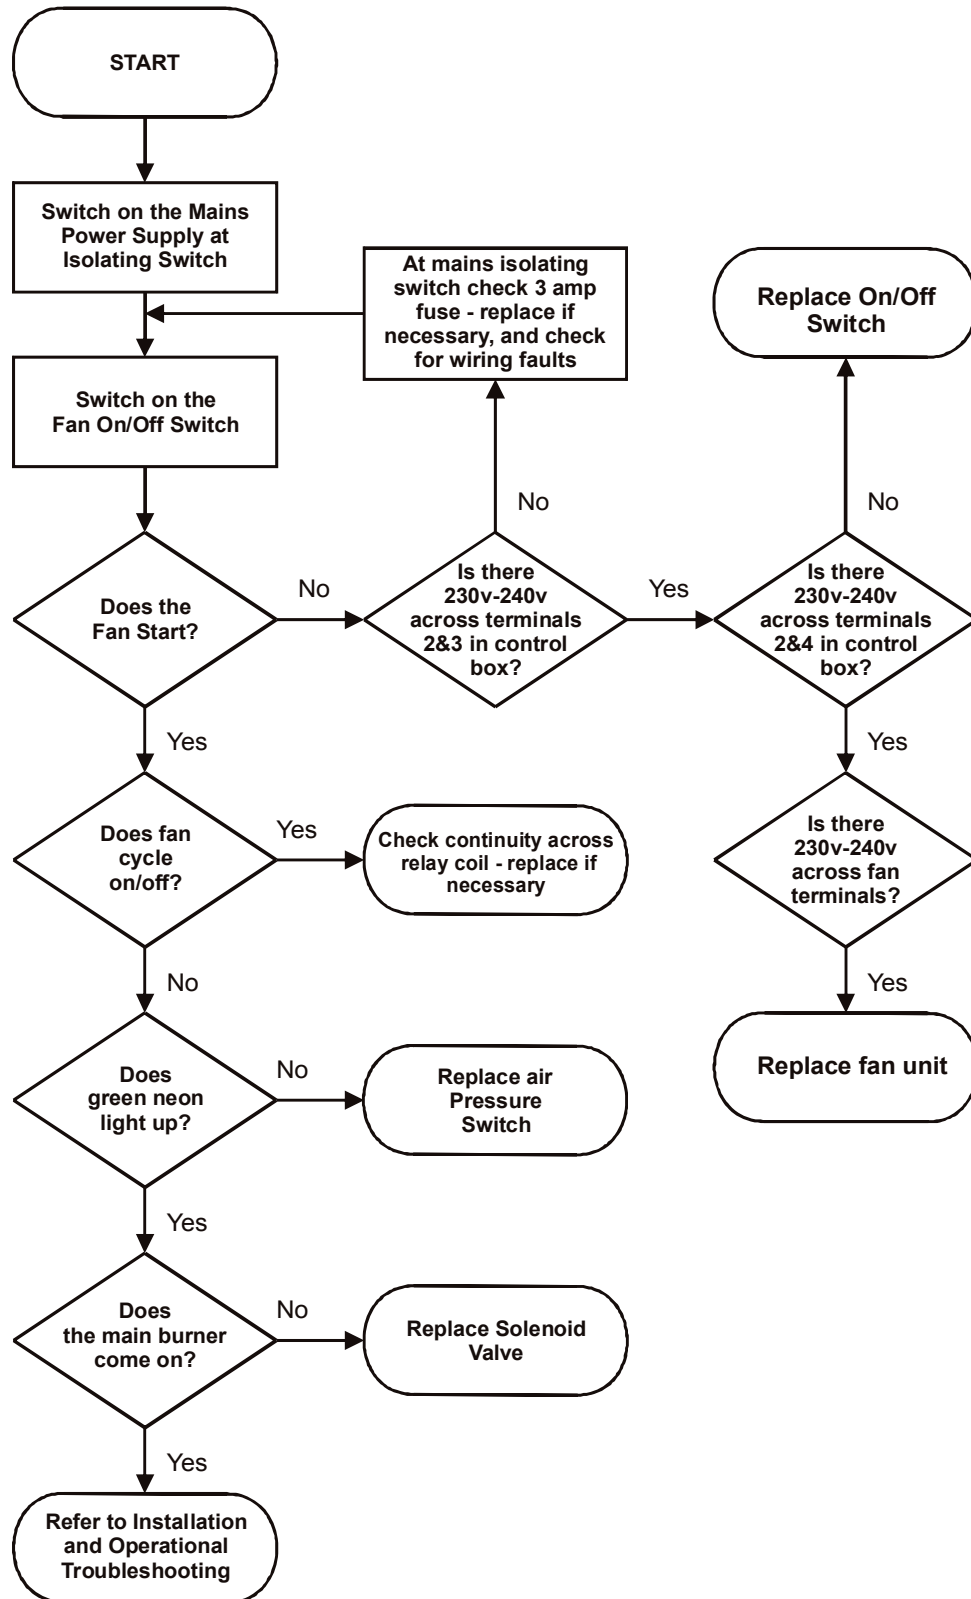 START
Switch on the Mains
Power Supply at
Isolating Switch
At mains isolating
switch check 3 amp
fuse - replace if
necessary, and check
for wiring faults
Replace On/Off
Switch
Switch on the
Fan On/Off Switch
No
No
Does the
Fan Start?
No
Is there
230v-240v
across terminals
2&3 in control
box?
Yes
Is there
230v-240v
across terminals
2&4 in control
box?
Yes
Yes
Does fan
cycle
on/off?
Yes
Check continuity across
relay coil - replace if
necessary
Is there
230v-240v
across fan
terminals?
No
Yes
Does
green neon
light up?
No
Replace air
Pressure
Switch
Replace fan unit
Yes
Does
the main burner
come on?
No
Replace Solenoid
Valve
Yes
Refer to Installation
and Operational
Troubleshooting